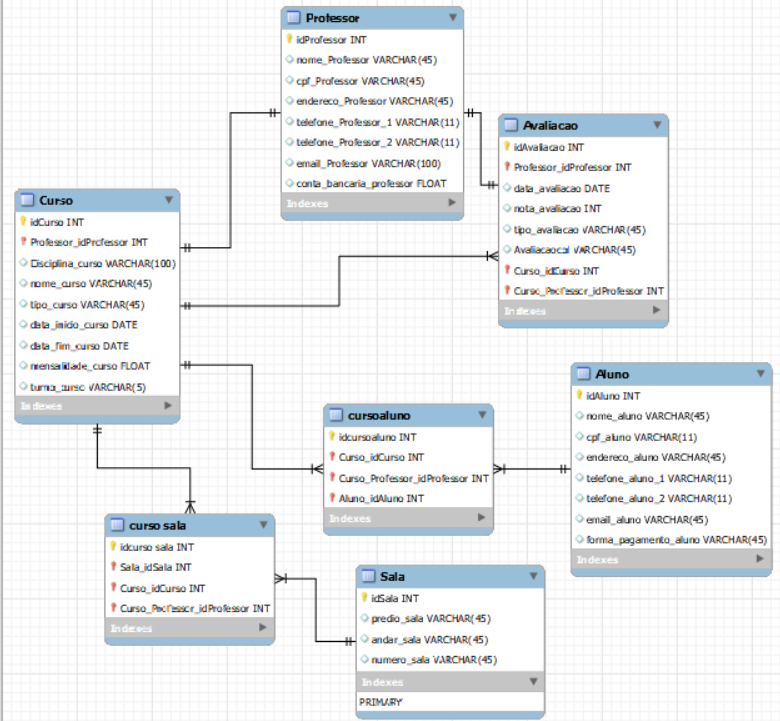 Professor
idProfessor INT
nome_Professor VARCHAR(45)
cpf_Professor VARCHAR(45)
endereco_Professor VARCHAR(45)
telefone_Professor_1 VARCHAR(11)
telefone_Professor_2 VARCHAR(11)
email_Professor VARCHAR(100)
conta_bancaria_professor FLOAT
Indexes
Avaliacao
idAvaliacao INT
Professor_idProfessor INT
data_avaliacao DATE
nota_avaliacao INT
tipo_avaliacao VARCHAR(45)
VARCHAR(45)
Curso_idCurso INT
Curso_Professor_idProfessor INT
Indexes
Curso
idCurso INT
Professor_idProfessor INT
Disciplina_curso VARCHAR(100)
nome_curso VARCHAR(45)
tipo_curso VARCHAR(45)
data_inicio_curso DATE
data_fim_curso DATE
mensalidade_curso FLOAT
turno_curso VARCHAR(5)
Indexes
cursoaluno
idcursoaluno INT
Curso_idCurso INT
Curso_Professor_idProfessor INT
Aluno_idAluno INT
Indexes
Aluno
idAluno INT
nome_aluno VARCHAR(45)
cpf_aluno VARCHAR(11)
endereco_aluno VARCHAR(45)
telefone_aluno_1 VARCHAR(11)
telefone_aluno_2 VARCHAR(11)
email_aluno VARCHAR(45)
forma_pagamento_aluno VARCHAR(45)
Indexes
curso sala
idcurso sala INT
Sala_idSala INT
Curso_idCurso INT
Curso_Professor_idProfessor INT
Indexes
Sala
idSala INT
predio_sala VARCHAR(45)
andar_sala VARCHAR(45)
numero_sala VARCHAR(45)
Indexes
PRIMARY